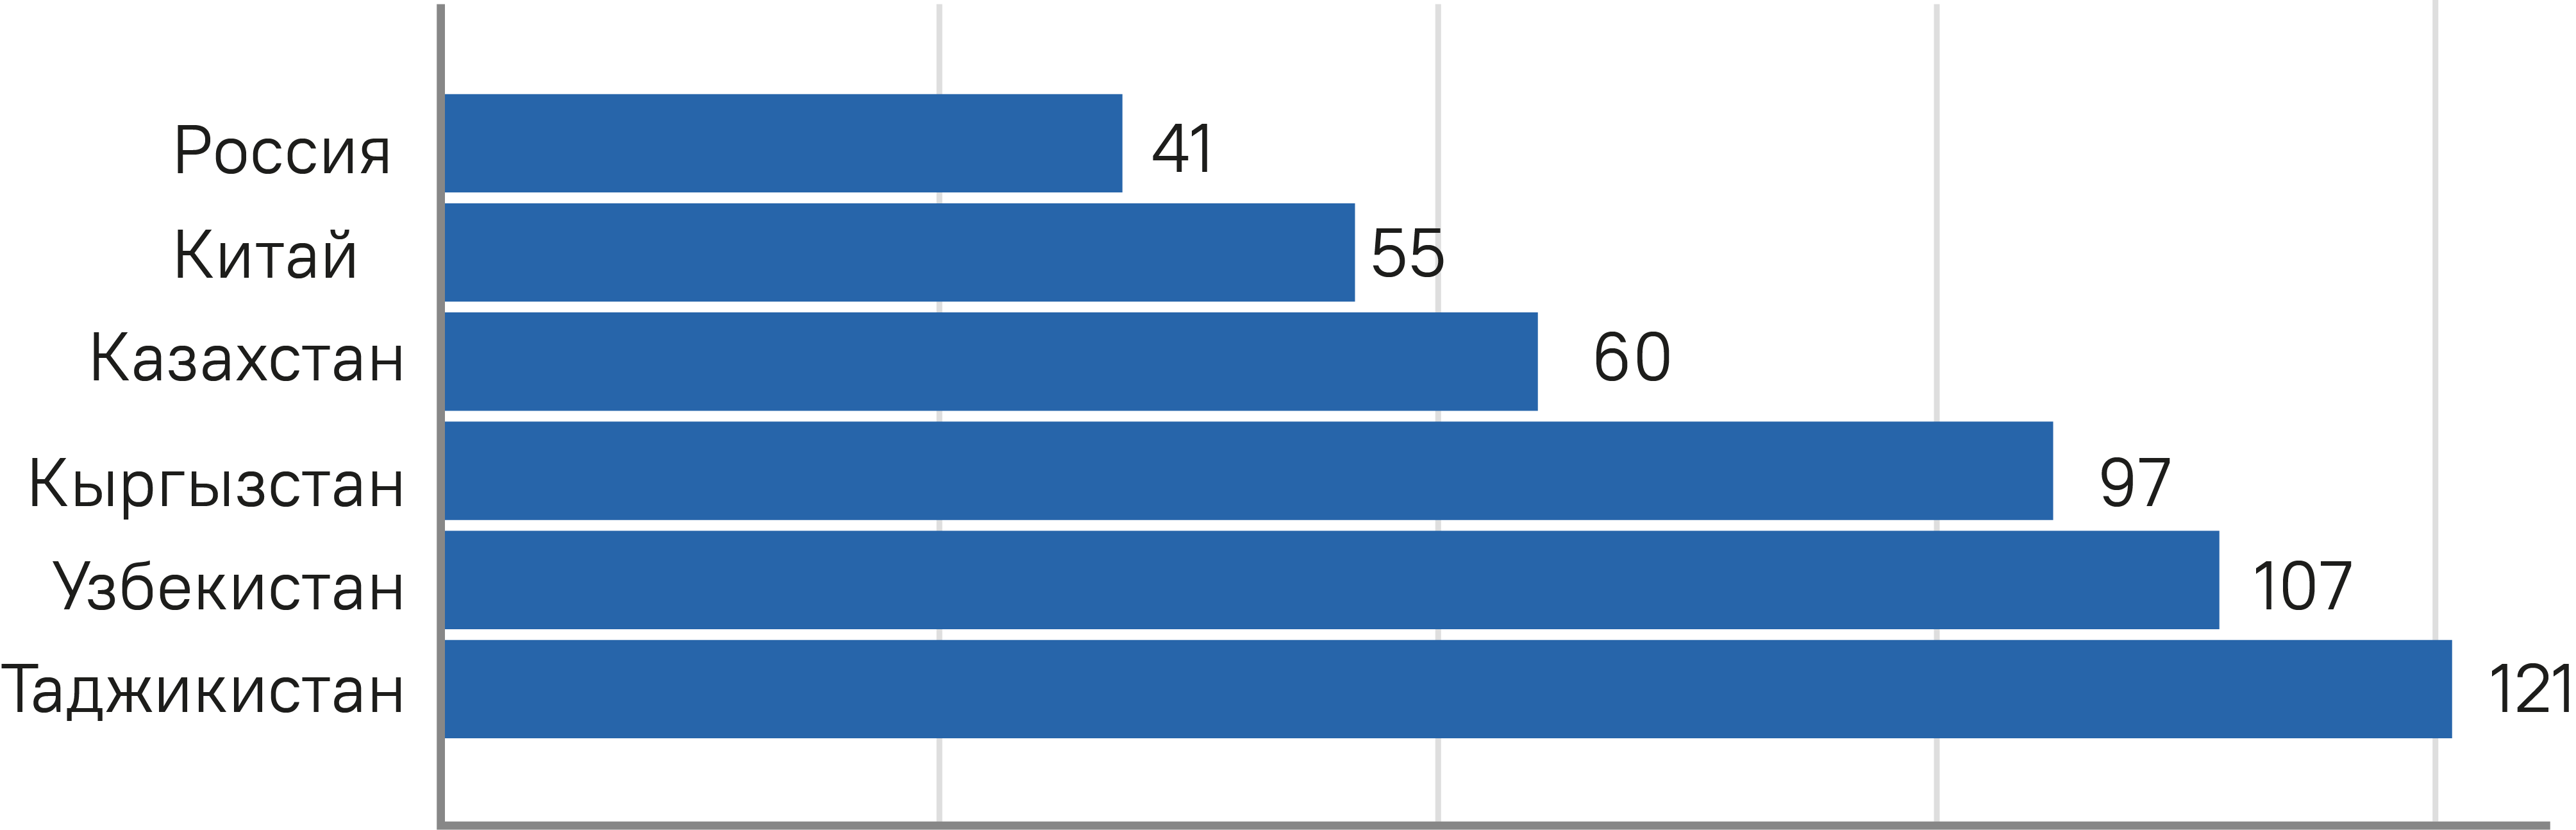 Россия 41
Китай 55
Казахстан 60
Кыргызстан 97
Узбекистан 107
Таджикистан 121